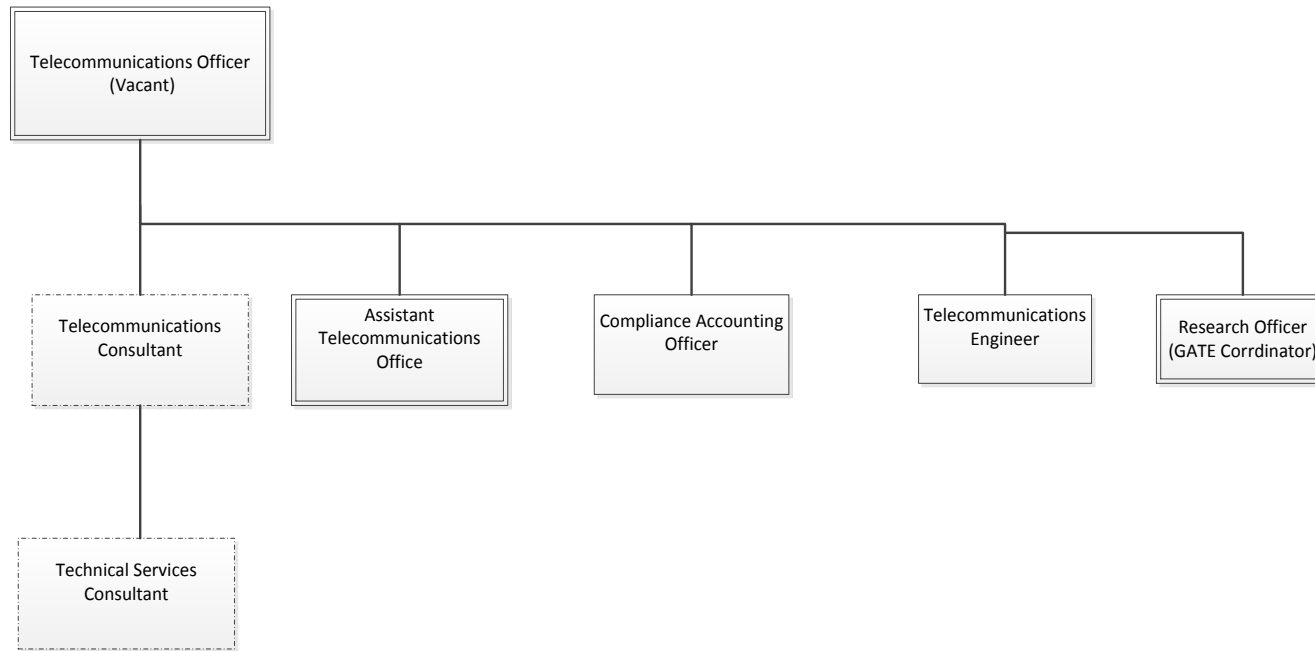 Telecommunications Officer
(Vacant)
Telecommunications
Consultant
Assistant
Telecommunications
Office
Compliance Accounting
Officer
Telecommunications
Engineer
Research Officer
(GATE Corrdinator)
Technical Services
Consultant